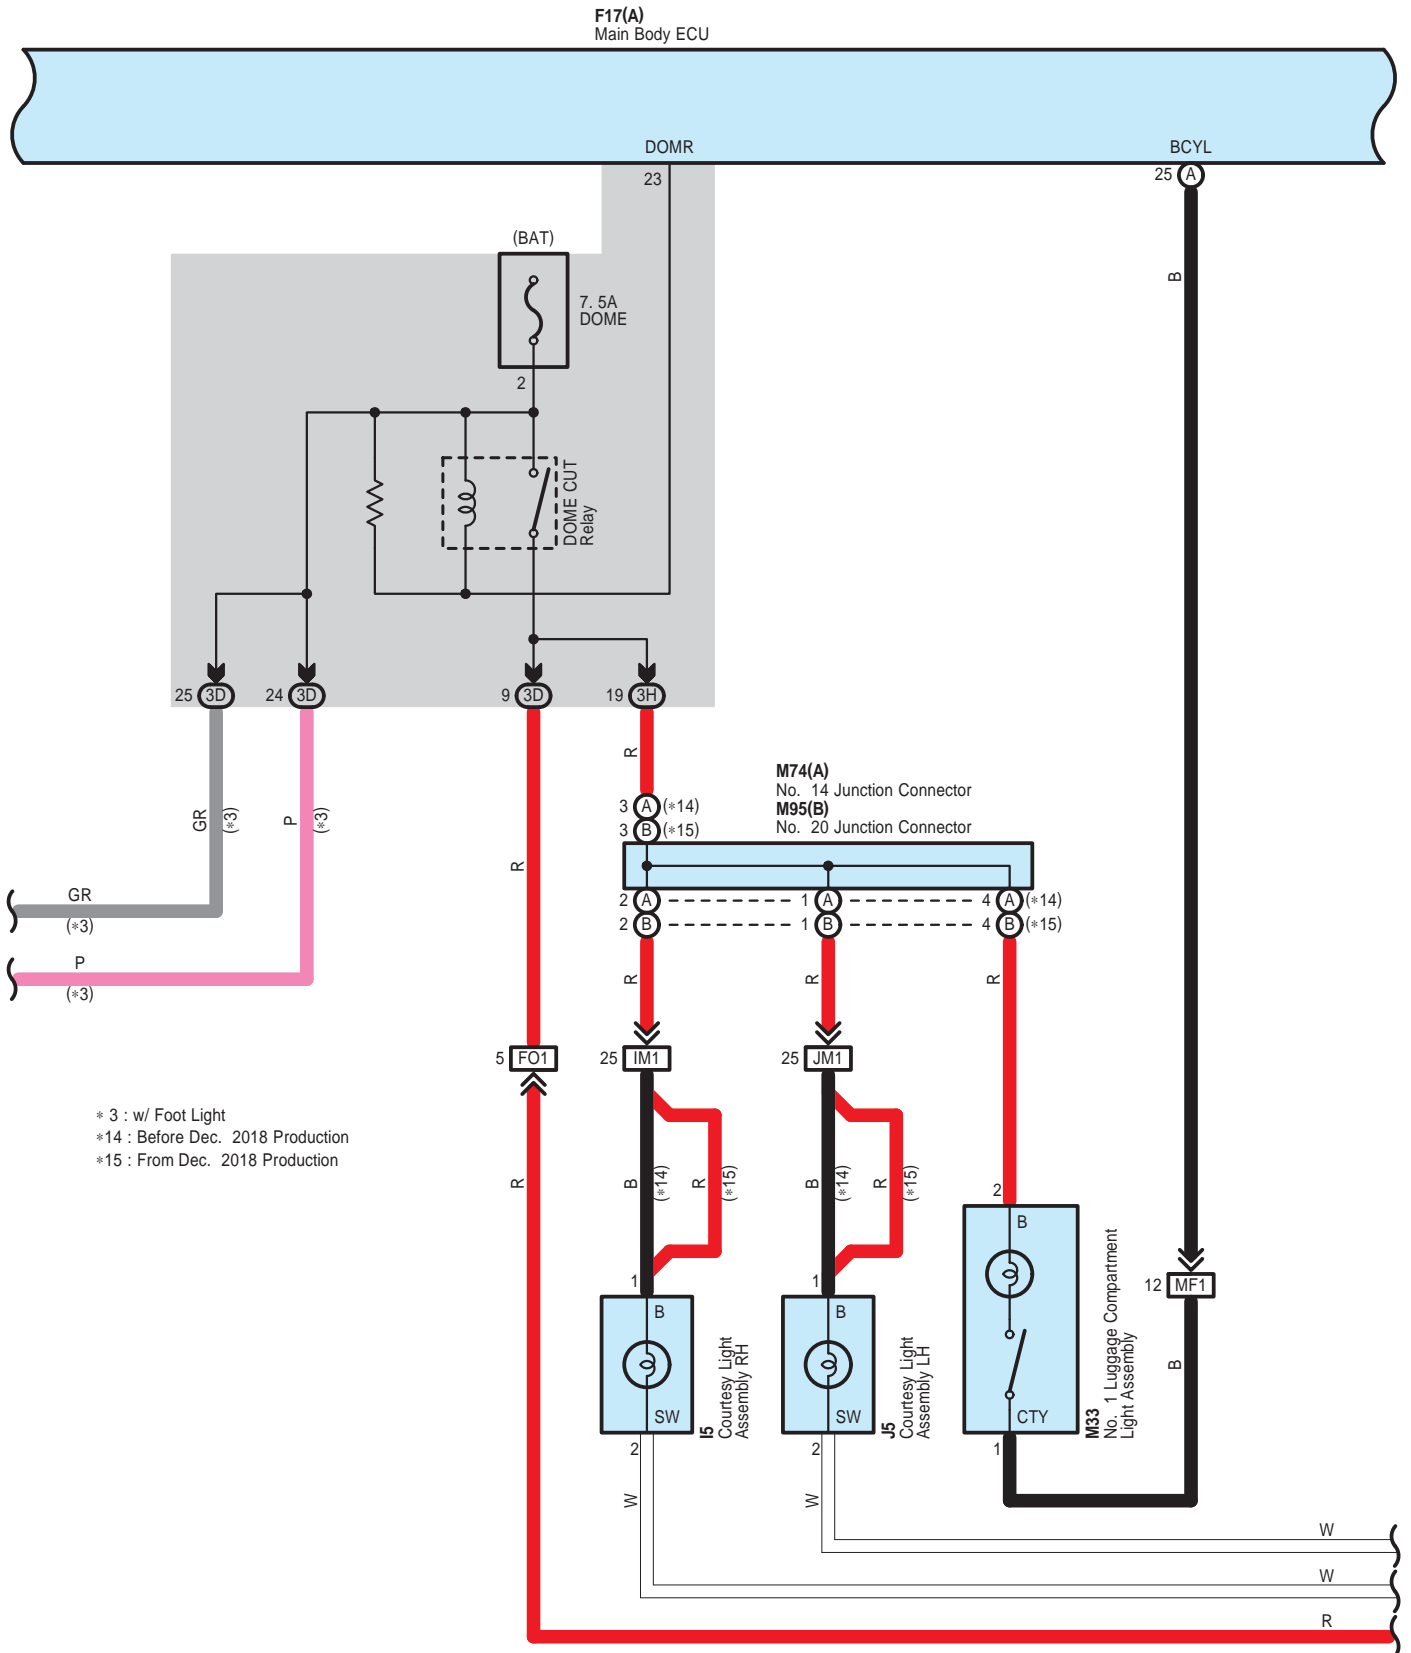 F17(A)
Main Body ECU
DOMR
BCYL
23
25 A
(BAT)
7. 5A
DOME
B
2
DOME CUT
Relay
25 3D
24 3D
9 3D
19 3H
R
M74(A)
No. 14 Junction Connector
M95(B)
No. 20 Junction Connector
3 A (*14)
3 B (*15)
GR
(*3)
P
(*3)
R
GR
(*3)
2 A
1 A
4 A (*14)
2 B
1 B
4 B (*15)
P
(*3)
R
R
R
5 FO1
25 IM1
25 JM1
* 3 : w/ Foot Light
*14 : Before Dec. 2018 Production
*15 : From Dec. 2018 Production
R
B
(*14)
R
(*15)
B
(*14)
R
(*15)
2
B
1
B
SW
2
I5
Courtesy Light
Assembly RH
1
B
SW
2
J5
Courtesy Light
Assembly LH
CTY
1
M33
No. 1 Luggage Compartment
Light Assembly
12 MF1
B
W
W
W
W
R